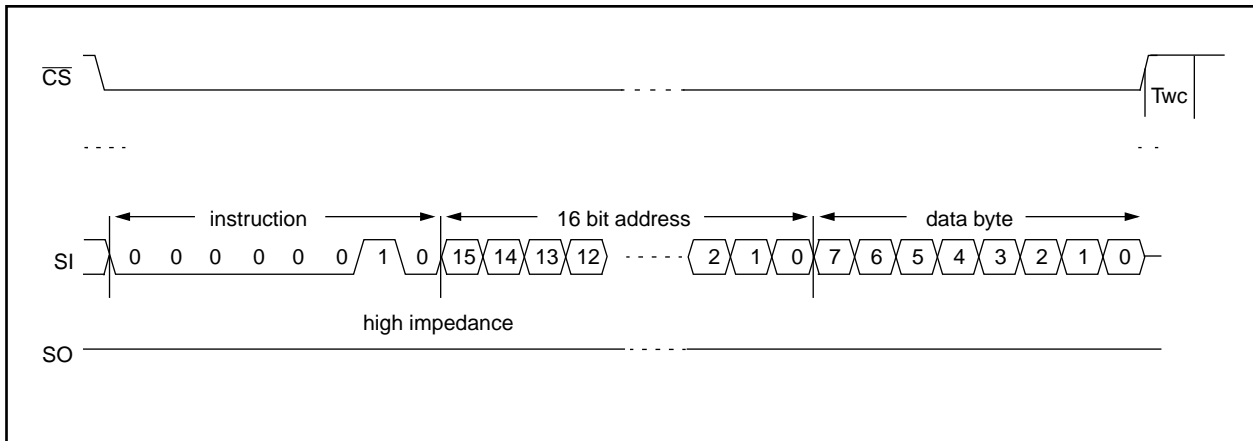 CS
Twc
instruction 16 bit address data byte
SI 0 0 0 0 0 0 1 0 15 14 13 12 2 1 0 7 6 5 4 3 2 1 0
high impedance
SO